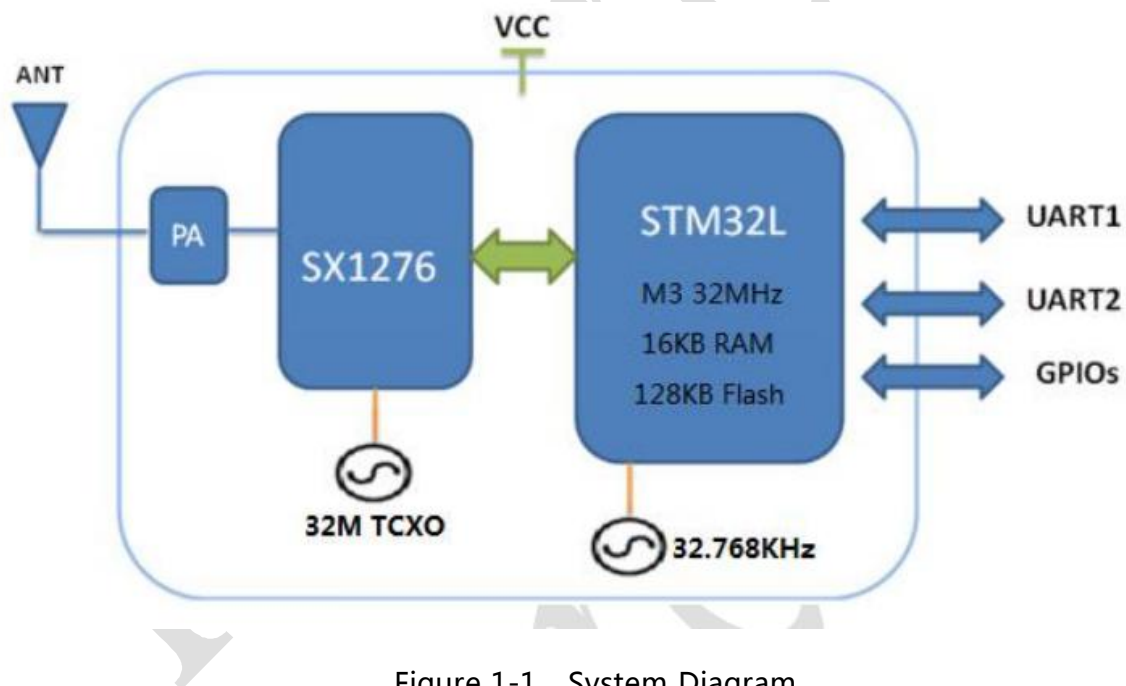 VCC
ANT
PA
SX1276
STM32L
M3 32MHz
16KB RAM
128KB Flash
UART1
UART2
GPIOs
32M TCXO
32.768KHz
Figure 1-1 System Diagram